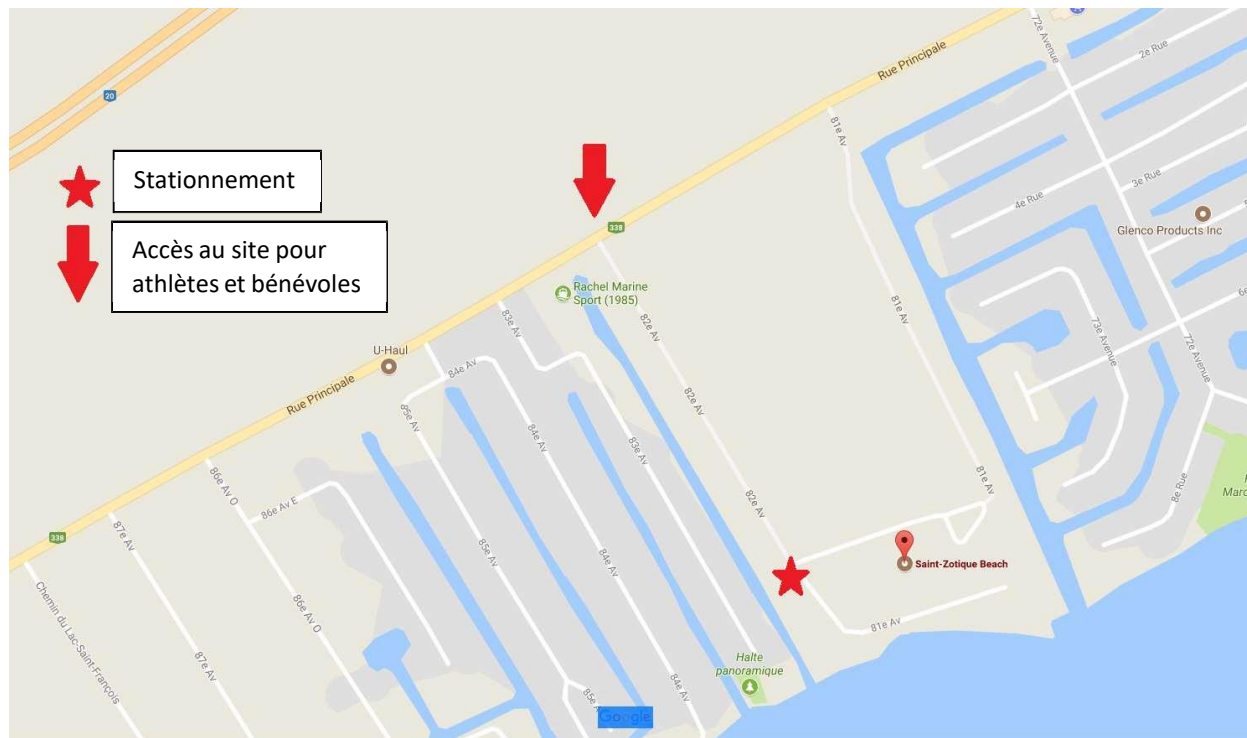 72e Avenue
2e Rue
Rue Principale
20
81e Av
Stationnement
3e Rue
4e Rue
338
Glenco Products Inc
Accès au site pour
athlètes et bénévoles
Rachel Marine
Sport (1985)
82e Av
81e Av
83e Av
U-Haul
84e Av
Rue Principale
73e Avenue
72e Avenue
82e Av
85e Av
84e Av
83e Av
86e Av O
81e Av
8e Rue
86e Av E
82e Av
338
87e Av
85e Av
84e Av
Saint-Zotique Beach
Chemin du Lac-Saint-François
86e Av O
81e Av
87e Av
Halte
panoramique
84e Av
85e
Google